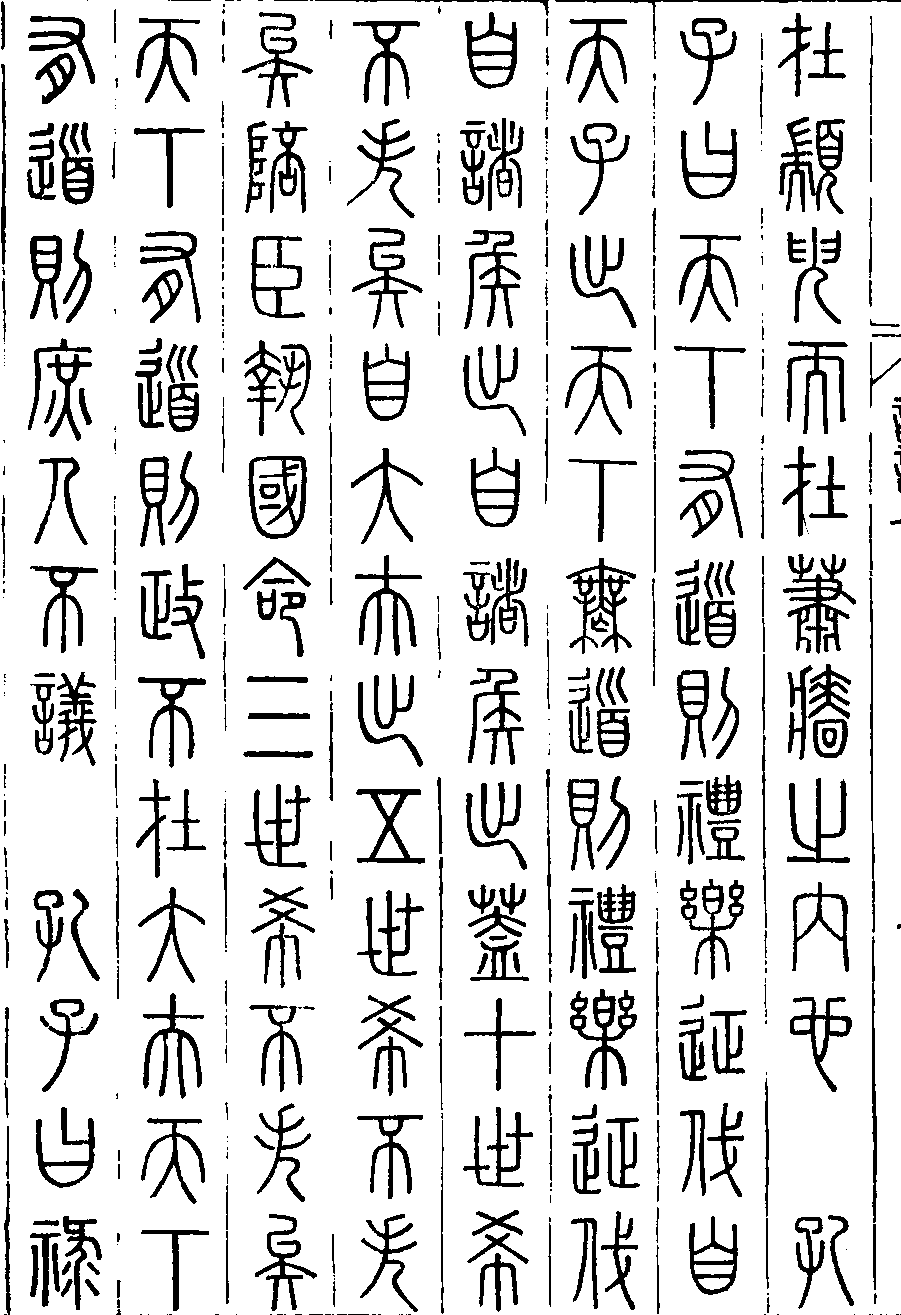 在顓臾而在蕭牆之內也　孔
子曰天下有道則禮樂征伐自
天子出天下無道則禮樂征伐
自諸侯出自諸侯出蓋十世希
不失矣自大夫出五世希不失
矣陪臣執國命三世希不失矣
天下有道則政不在大夫天下
有道則庶人不議　孔子曰祿